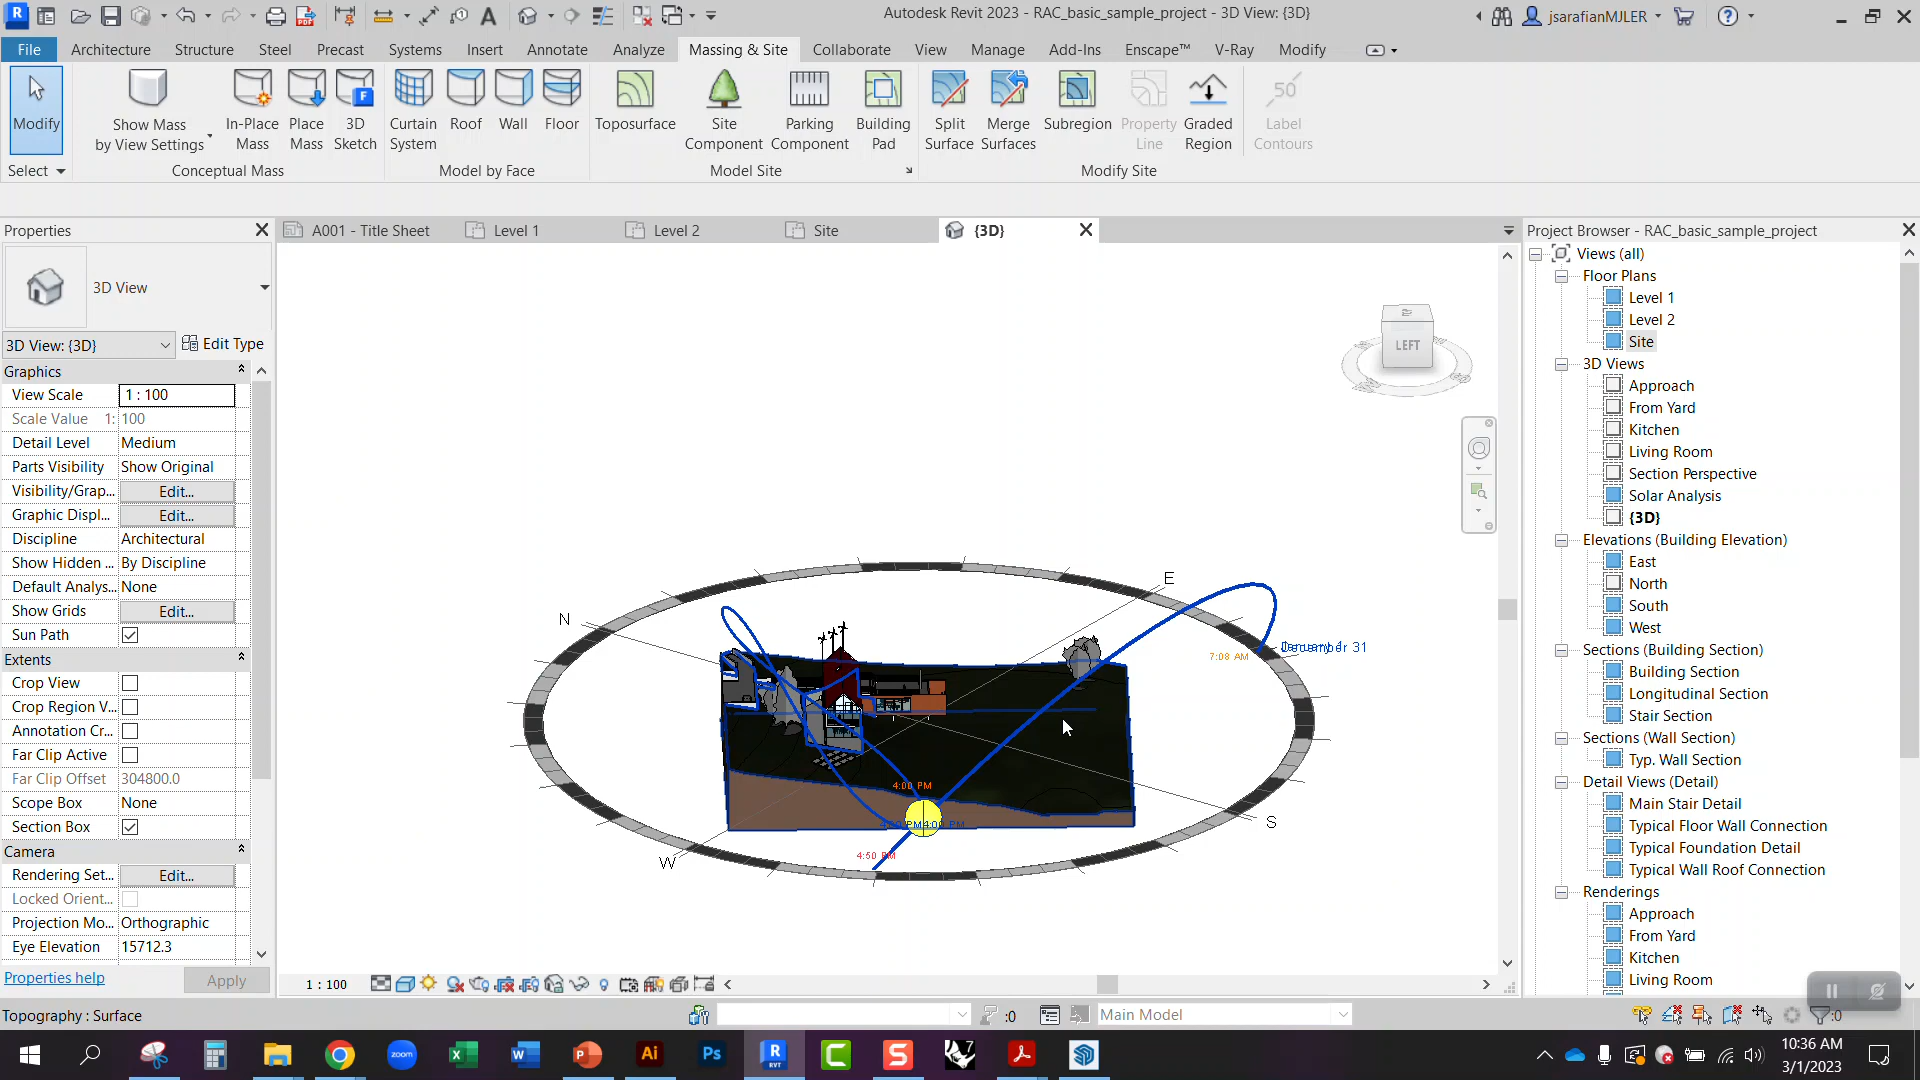 Autodesk Revit 2023 - RAC_basic_sample_project - 3D View: {3D}
jsarafianMJLER
File
Architecture
Structure
Steel
Precast
Systems
Insert
Annotate
Analyze
Massing & Site
Collaborate
View
Manage
Add-Ins
Enscape™
V-Ray
Modify
Modify
Show Mass
by View Settings
In-Place
Mass
Place
Mass
3D
Sketch
Curtain
System
Roof
Wall
Floor
Toposurface
Site
Component
Parking
Component
Building
Pad
Split
Surface
Merge
Surfaces
Subregion
Property
Line
Graded
Region
50
Label
Contours
Select
Conceptual Mass
Model by Face
Model Site
Modify Site
Properties
A001 - Title Sheet
Level 1
Level 2
Site
{3D}
Project Browser - RAC_basic_sample_project
3D View
3D View: {3D}
Edit Type
Graphics
View Scale 1 : 100
Scale Value 1: 100
Detail Level Medium
Parts Visibility Show Original
Visibility/Grap... Edit...
Graphic Displ... Edit...
Discipline Architectural
Show Hidden ... By Discipline
Default Analys... None
Show Grids Edit...
Sun Path
Extents
Crop View
Crop Region V...
Annotation Cr...
Far Clip Active
Far Clip Offset 304800.0
Scope Box None
Section Box
Camera
Rendering Set... Edit...
Locked Orient...
Projection Mo... Orthographic
Eye Elevation 15712.3
Properties help
Apply
LEFT
N
E
S
W
7:08 AM
December 31
4:00 PM
4:00 PM
4:50 PM
Views (all)
Floor Plans
Level 1
Level 2
Site
3D Views
Approach
From Yard
Kitchen
Living Room
Section Perspective
Solar Analysis
{3D}
Elevations (Building Elevation)
East
North
South
West
Sections (Building Section)
Building Section
Longitudinal Section
Stair Section
Sections (Wall Section)
Typ. Wall Section
Detail Views (Detail)
Main Stair Detail
Typical Floor Wall Connection
Typical Foundation Detail
Typical Wall Roof Connection
Renderings
Approach
From Yard
Kitchen
Living Room
1 : 100
Topography : Surface
:0
Main Model
:0
zoom
Ai
Ps
R
RVT
10:36 AM
3/1/2023